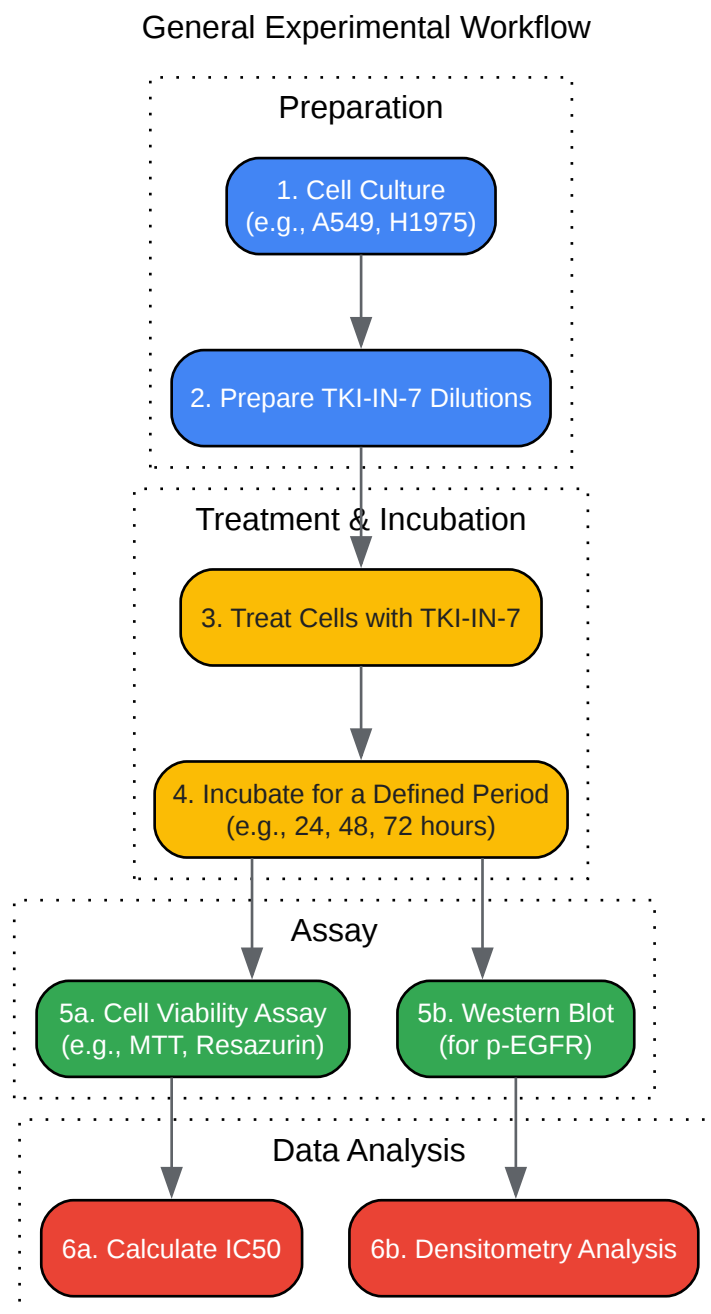 General Experimental Workflow
Preparation
1. Cell Culture
(e.g., A549, H1975)
2. Prepare TKI-IN-7 Dilutions
Treatment & Incubation
3. Treat Cells with TKI-IN-7
4. Incubate for a Defined Period
(e.g., 24, 48, 72 hours)
Assay
5a. Cell Viability Assay
(e.g., MTT, Resazurin)
5b. Western Blot
(for p-EGFR)
Data Analysis
6a. Calculate IC50
6b. Densitometry Analysis